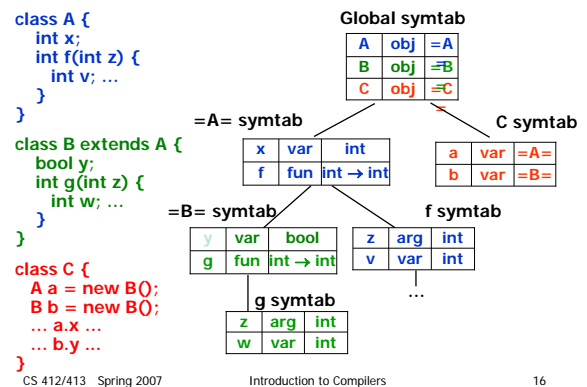 class A {
int x;
int f(int z) {
int v; ...
}
}
class B extends A {
bool y;
int g(int z) {
int w; ...
}
}
class C {
A a = new B();
B b = new B();
... a.x ...
... b.y ...
}
Global symtab
A obj =A
=
B obj =B
=
C obj =C
=
=A= symtab
x var int
f fun int → int
C symtab
a var =A=
b var =B=
=B= symtab
y var bool
g fun int → int
f symtab
z arg int
v var int
...
g symtab
z arg int
w var int
CS 412/413 Spring 2007 Introduction to Compilers 16